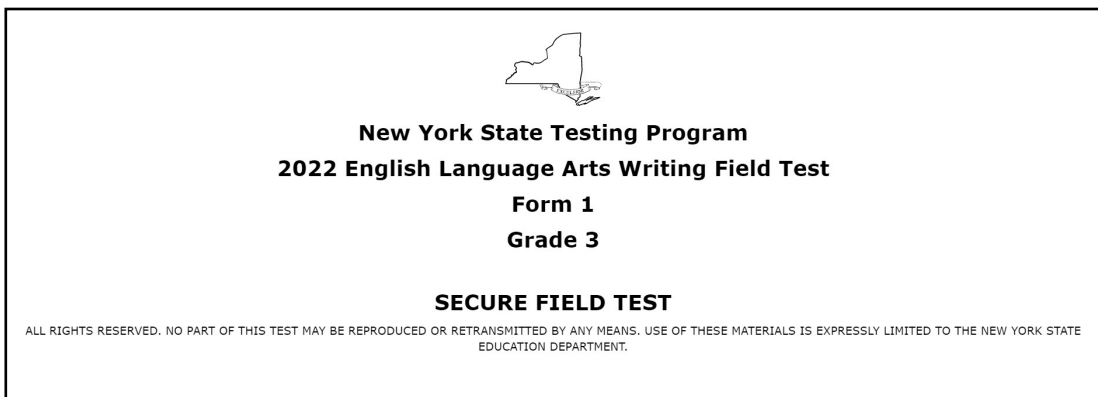 New York State Testing Program
2022 English Language Arts Writing Field Test
Form 1
Grade 3
SECURE FIELD TEST
ALL RIGHTS RESERVED. NO PART OF THIS TEST MAY BE REPRODUCED OR RETRANSMITTED BY ANY MEANS. USE OF THESE MATERIALS IS EXPRESSLY LIMITED TO THE NEW YORK STATE
EDUCATION DEPARTMENT.